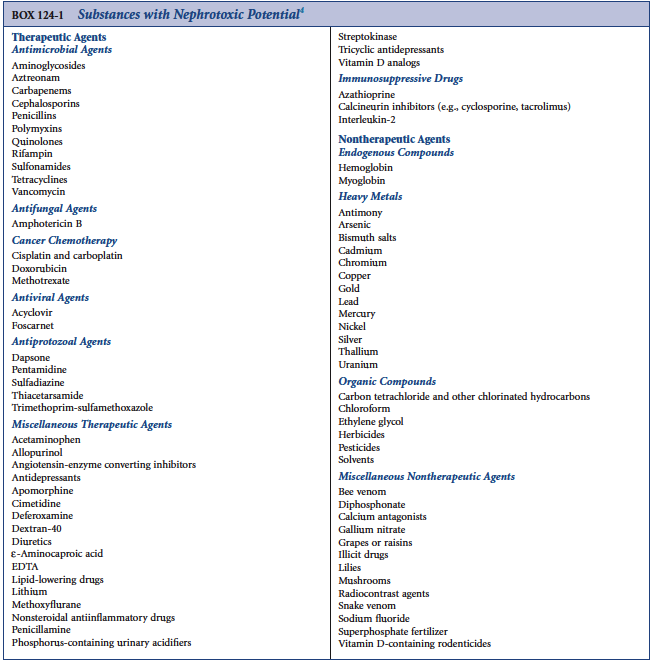 BOX 124-1 Substances with Nephrotoxic Potential4
Therapeutic Agents
Antimicrobial Agents
Aminoglycosides
Aztreonam
Carbapenems
Cephalosporins
Penicillins
Polymyxins
Quinolones
Rifampin
Sulfonamides
Tetracyclines
Vancomycin
Antifungal Agents
Amphotericin B
Cancer Chemotherapy
Cisplatin and carboplatin
Doxorubicin
Methotrexate
Antiviral Agents
Acyclovir
Foscarnet
Antiprotozoal Agents
Dapsone
Pentamidine
Sulfadiazine
Thiacetarsamide
Trimethoprim-sulfamethoxazole
Miscellaneous Therapeutic Agents
Acetaminophen
Allopurinol
Angiotensin-enzyme converting inhibitors
Antidepressants
Apomorphine
Cimetidine
Deferoxamine
Dextran-40
Diuretics
ε-Aminocaproic acid
EDTA
Lipid-lowering drugs
Lithium
Methoxyflurane
Nonsteroidal antiinflammatory drugs
Penicillamine
Phosphorus-containing urinary acidifiers
Streptokinase
Tricyclic antidepressants
Vitamin D analogs
Immunosuppressive Drugs
Azathioprine
Calcineurin inhibitors (e.g., cyclosporine, tacrolimus)
Interleukin-2
Nontherapeutic Agents
Endogenous Compounds
Hemoglobin
Myoglobin
Heavy Metals
Antimony
Arsenic
Bismuth salts
Cadmium
Chromium
Copper
Gold
Lead
Mercury
Nickel
Silver
Thallium
Uranium
Organic Compounds
Carbon tetrachloride and other chlorinated hydrocarbons
Chloroform
Ethylene glycol
Herbicides
Pesticides
Solvents
Miscellaneous Nontherapeutic Agents
Bee venom
Diphosphonate
Calcium antagonists
Gallium nitrate
Grapes or raisins
Illicit drugs
Lilies
Mushrooms
Radiocontrast agents
Snake venom
Sodium fluoride
Superphosphate fertilizer
Vitamin D-containing rodenticides